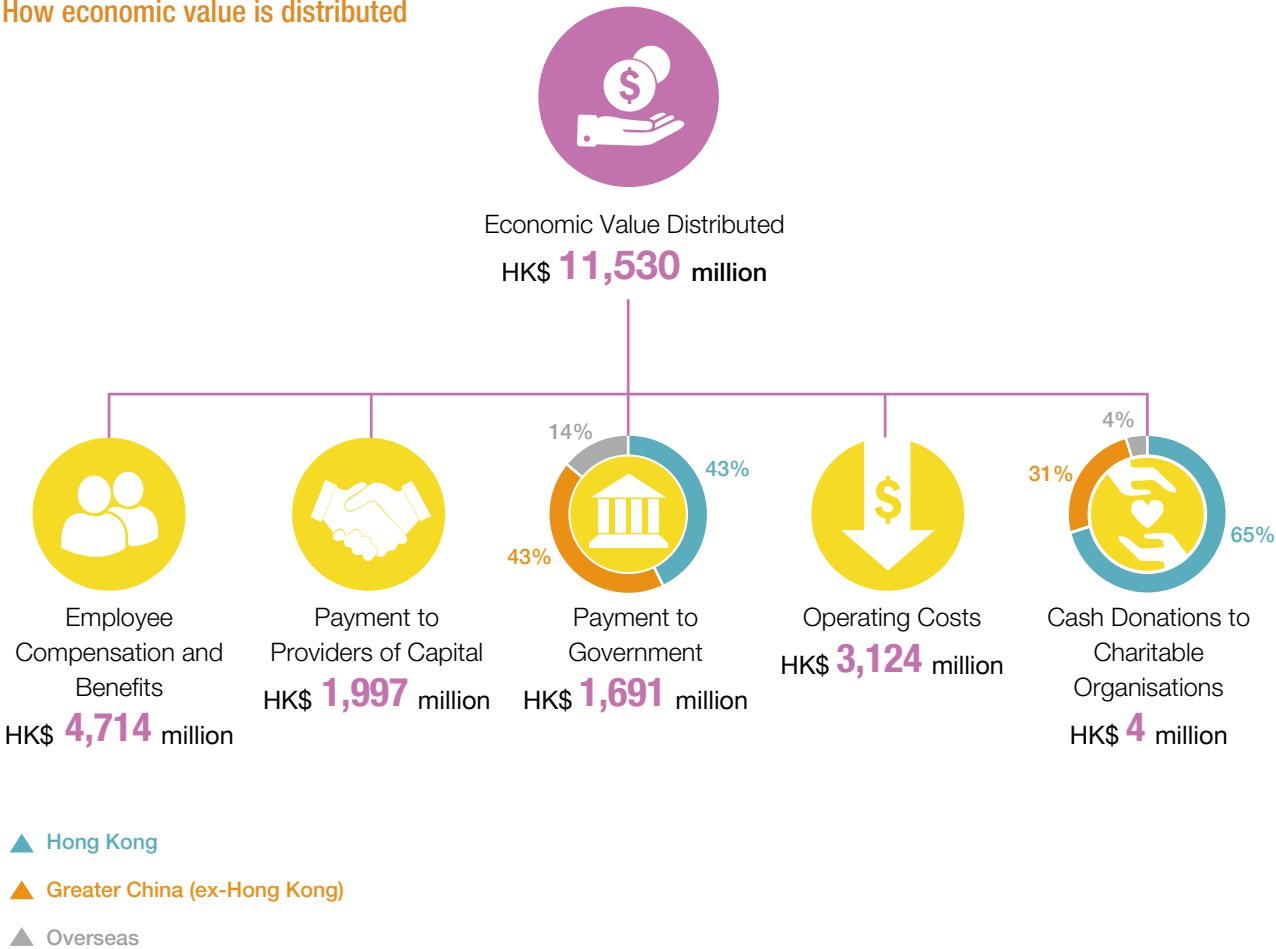 How economic value is distributed
$
Economic Value Distributed
HK$ 11,530 million
14%
43%
43%
$
4%
31%
65%
Employee
Compensation and
Benefits
HK$ 4,714 million
Payment to
Providers of Capital
HK$ 1,997 million
Payment to
Government
HK$ 1,691 million
Operating Costs
HK$ 3,124 million
Cash Donations to
Charitable
Organisations
HK$ 4 million
Hong Kong
Greater China (ex-Hong Kong)
Overseas